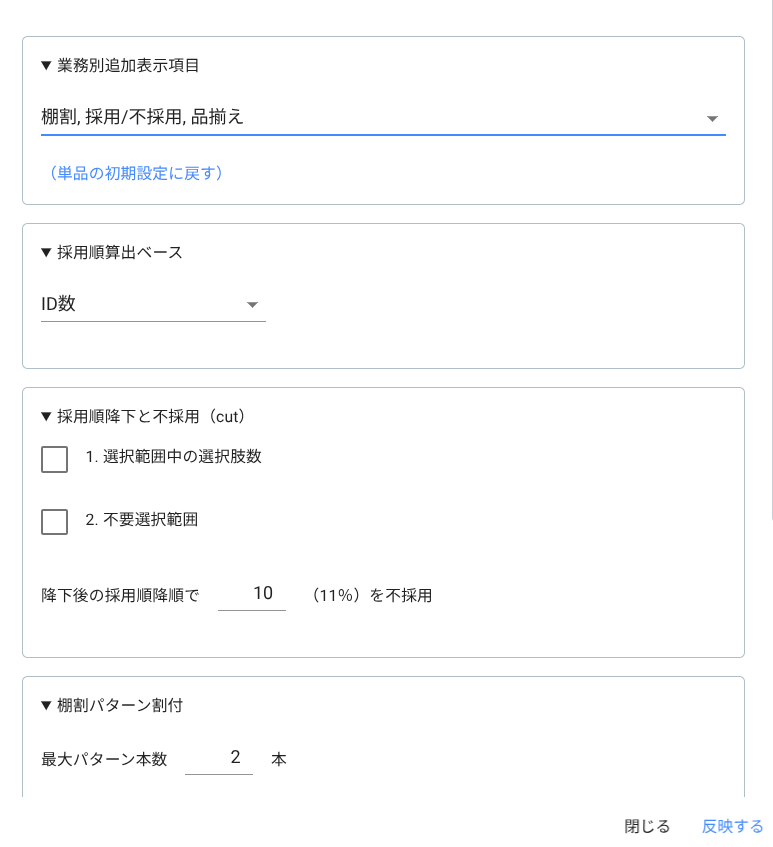 ▼ 業務別追加表示項目
棚割, 採用/不採用, 品揃え
（単品の初期設定に戻す）
▼ 採用順算出ベース
ID数
▼ 採用順降下と不採用（cut）
1. 選択範囲中の選択肢数
2. 不要選択範囲
降下後の採用順降順で 10 （11%）を不採用
▼ 棚割パターン割付
最大パターン本数 2 本
閉じる 反映する